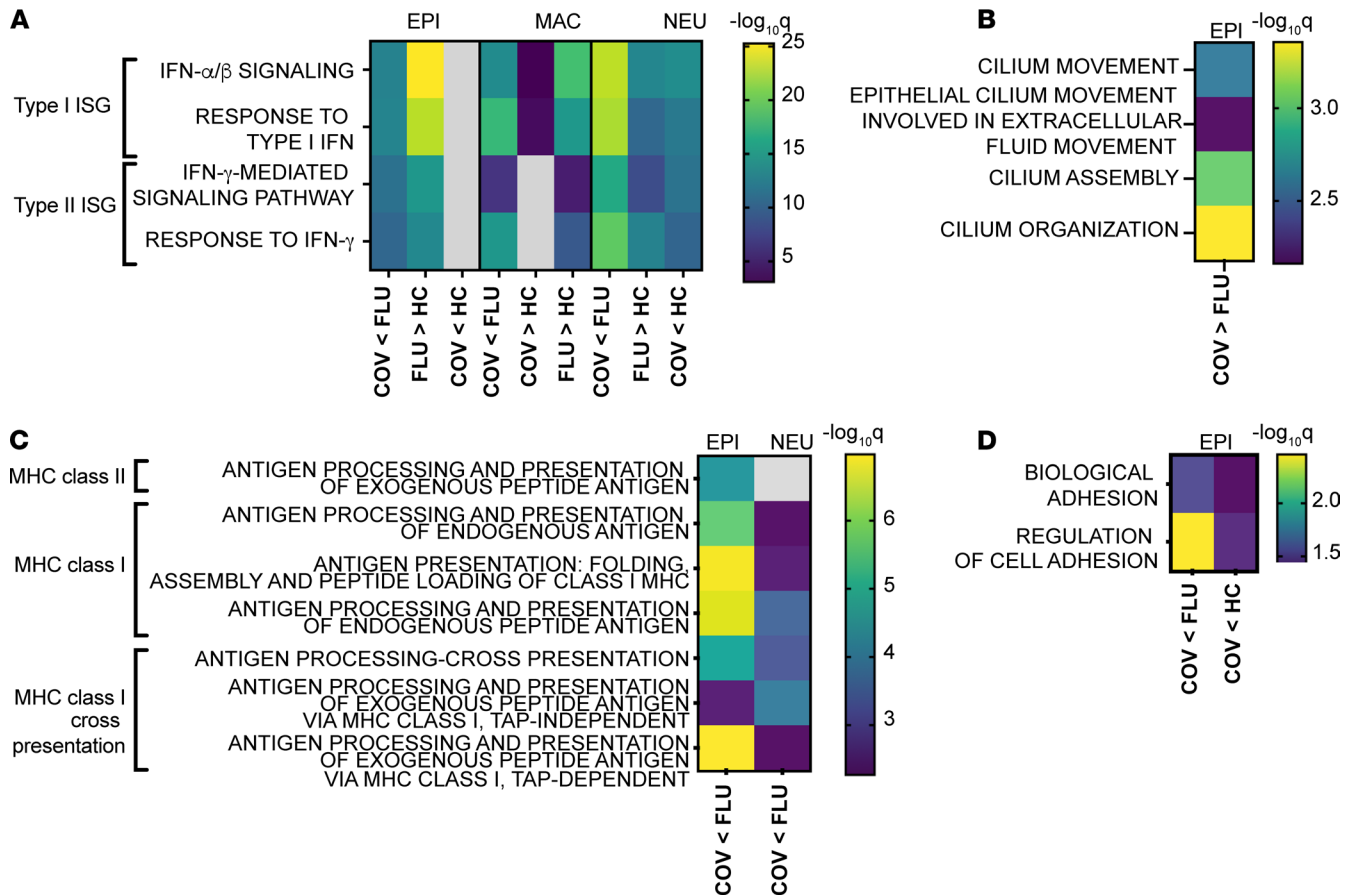 A
EPI MAC NEU
-log10q
Type I ISG
IFN-α/β SIGNALING
RESPONSE TO
TYPE I IFN
Type II ISG
IFN-γ-MEDIATED
SIGNALING PATHWAY
RESPONSE TO IFN-γ
25
20
15
10
5
COV < FLU
FLU > HC
COV < HC
COV < FLU
COV > HC
FLU > HC
COV < FLU
FLU > HC
COV < HC
B
EPI
-log10q
CILIUM MOVEMENT
EPITHELIAL CILIUM MOVEMENT
INVOLVED IN EXTRACELLULAR
FLUID MOVEMENT
CILIUM ASSEMBLY
CILIUM ORGANIZATION
3.0
2.5
COV > FLU
C
EPI NEU
-log10q
MHC class II
ANTIGEN PROCESSING AND PRESENTATION
OF EXOGENOUS PEPTIDE ANTIGEN
MHC class I
ANTIGEN PROCESSING AND PRESENTATION
OF ENDOGENOUS ANTIGEN
ANTIGEN PRESENTATION: FOLDING,
ASSEMBLY AND PEPTIDE LOADING OF CLASS I MHC
ANTIGEN PROCESSING AND PRESENTATION
OF ENDOGENOUS PEPTIDE ANTIGEN
MHC class I
cross
presentation
ANTIGEN PROCESSING-CROSS PRESENTATION
ANTIGEN PROCESSING AND PRESENTATION
OF EXOGENOUS PEPTIDE ANTIGEN
VIA MHC CLASS I, TAP-INDEPENDENT
ANTIGEN PROCESSING AND PRESENTATION
OF EXOGENOUS PEPTIDE ANTIGEN
VIA MHC CLASS I, TAP-DEPENDENT
6
5
4
3
COV < FLU
COV < FLU
D
EPI
-log10q
BIOLOGICAL
ADHESION
REGULATION
OF CELL ADHESION
2.0
1.5
COV < FLU
COV < HC